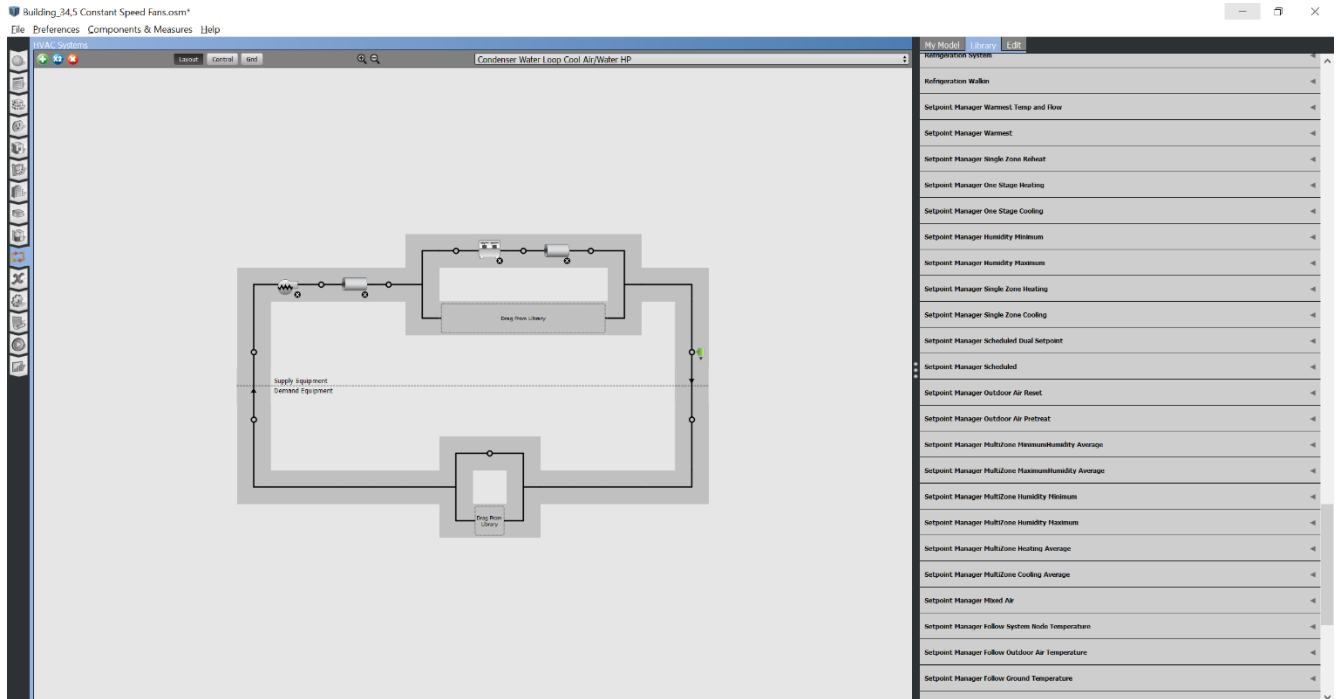 Building_34,5 Constant Speed Fans.osm*
File Preferences Components & Measures Help
HVAC Systems
Layout Control Grid
Condenser Water Loop Cool Air/Water HP
My Model Library Edit
Refrigeration System
Refrigeration Walkin
Setpoint Manager Warmest Temp and Flow
Setpoint Manager Warmest
Setpoint Manager Single Zone Reheat
Setpoint Manager One Stage Heating
Setpoint Manager One Stage Cooling
Setpoint Manager Humidity Minimum
Setpoint Manager Humidity Maximum
Setpoint Manager Single Zone Heating
Setpoint Manager Single Zone Cooling
Setpoint Manager Scheduled Dual Setpoint
Setpoint Manager Scheduled
Setpoint Manager Outdoor Air Reset
Setpoint Manager Outdoor Air Pretreat
Setpoint Manager MultiZone MinimumHumidity Average
Setpoint Manager MultiZone MaximumHumidity Average
Setpoint Manager MultiZone Humidity Minimum
Setpoint Manager MultiZone Humidity Maximum
Setpoint Manager MultiZone Heating Average
Setpoint Manager MultiZone Cooling Average
Setpoint Manager Mixed Air
Setpoint Manager Follow System Node Temperature
Setpoint Manager Follow Outdoor Air Temperature
Setpoint Manager Follow Ground Temperature
Drag From Library
Supply Equipment
Demand Equipment
Drag From
Library